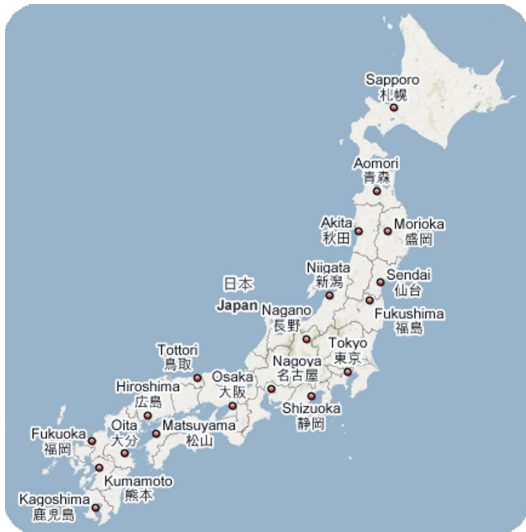 Sapporo
札幌
Aomori
青森
Akita
秋田
Morioka
盛岡
Niigata
新潟
Sendai
仙台
日本
Japan
Nagano
長野
Fukushima
福島
Nagoya
名古屋
Tokyo
東京
Tottori
鳥取
Osaka
大阪
Hiroshima
広島
Shizuoka
静岡
Oita
大分
Matsuyama
松山
Fukuoka
福岡
Kumamoto
熊本
Kagoshima
鹿児島